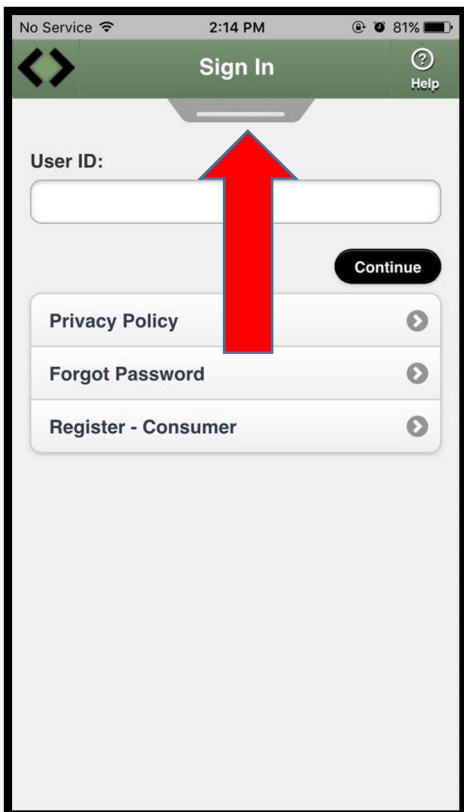 No Service 2:14 PM 81%
Sign In
Help
User ID:
Continue
Privacy Policy
Forgot Password
Register - Consumer